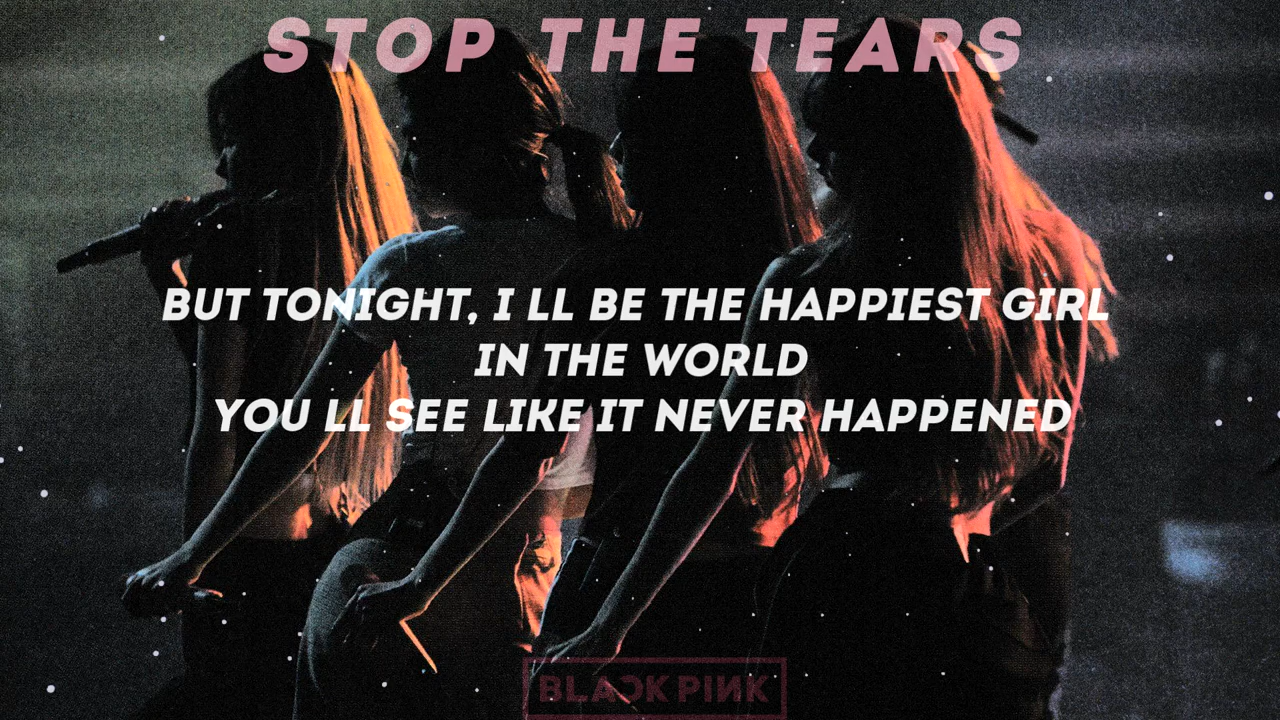 STOP THE TEARS
BUT TONIGHT, I LL BE THE HAPPIEST GIRL
IN THE WORLD
YOU LL SEE LIKE IT NEVER HAPPENED
BLACKPINK